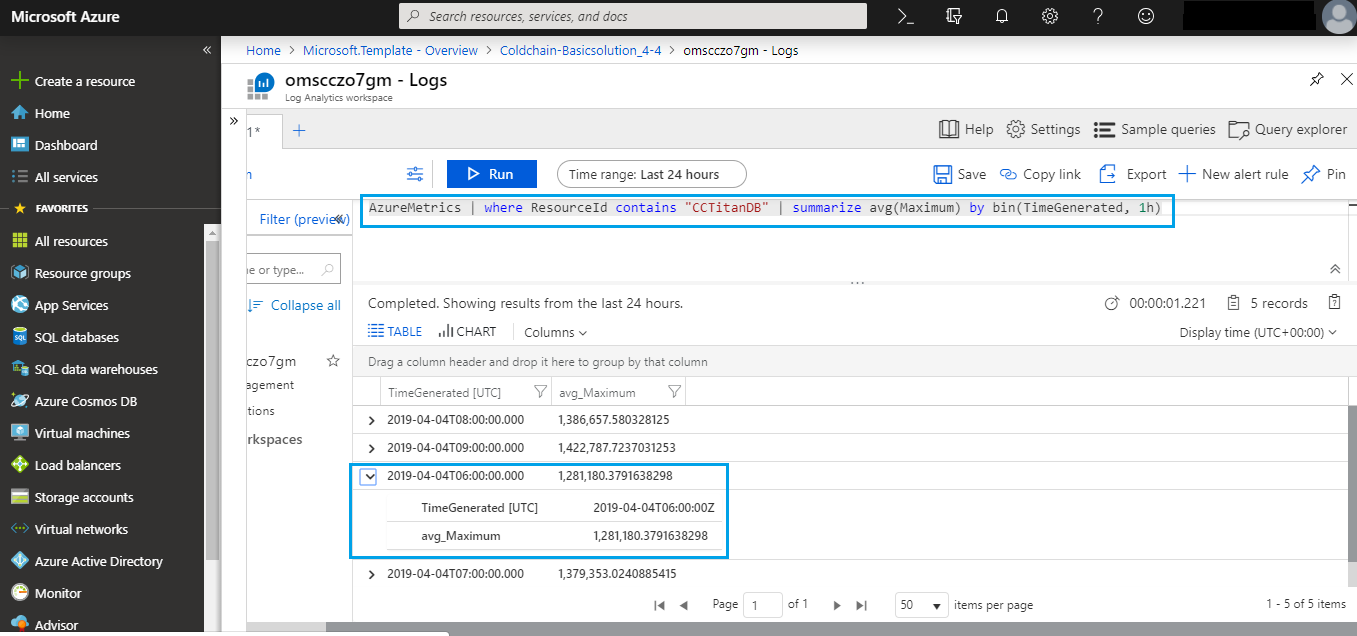 Microsoft Azure
Search resources, services, and docs
Home > Microsoft.Template - Overview > Coldchain-Basicsolution_4-4 > omscczo7gm - Logs
omscczo7gm - Logs
Log Analytics workspace
Create a resource
Home
Dashboard
All services
FAVORITES
All resources
Resource groups
App Services
SQL databases
SQL data warehouses
Azure Cosmos DB
Virtual machines
Load balancers
Storage accounts
Virtual networks
Azure Active Directory
Monitor
Advisor
1*
Help Settings Sample queries Query explorer
Run Time range: Last 24 hours Save Copy link Export New alert rule Pin
Filter (preview)
AzureMetrics | where ResourceId contains "CCTitanDB" | summarize avg(Maximum) by bin(TimeGenerated, 1h)
e or type...
Collapse all
czo7gm
agement
tions
rkspaces
Completed. Showing results from the last 24 hours. 00:00:01.221 5 records
TABLE CHART Columns Display time (UTC+00:00)
Drag a column header and drop it here to group by that column
TimeGenerated [UTC] avg_Maximum
2019-04-04T08:00:00.000 1,386,657.580328125
2019-04-04T09:00:00.000 1,422,787.7237031253
2019-04-04T06:00:00.000 1,281,180.3791638298
TimeGenerated [UTC] 2019-04-04T06:00:00Z
avg_Maximum 1,281,180.3791638298
2019-04-04T07:00:00.000 1,379,353.0240885415
Page 1 of 1 50 items per page 1 - 5 of 5 items